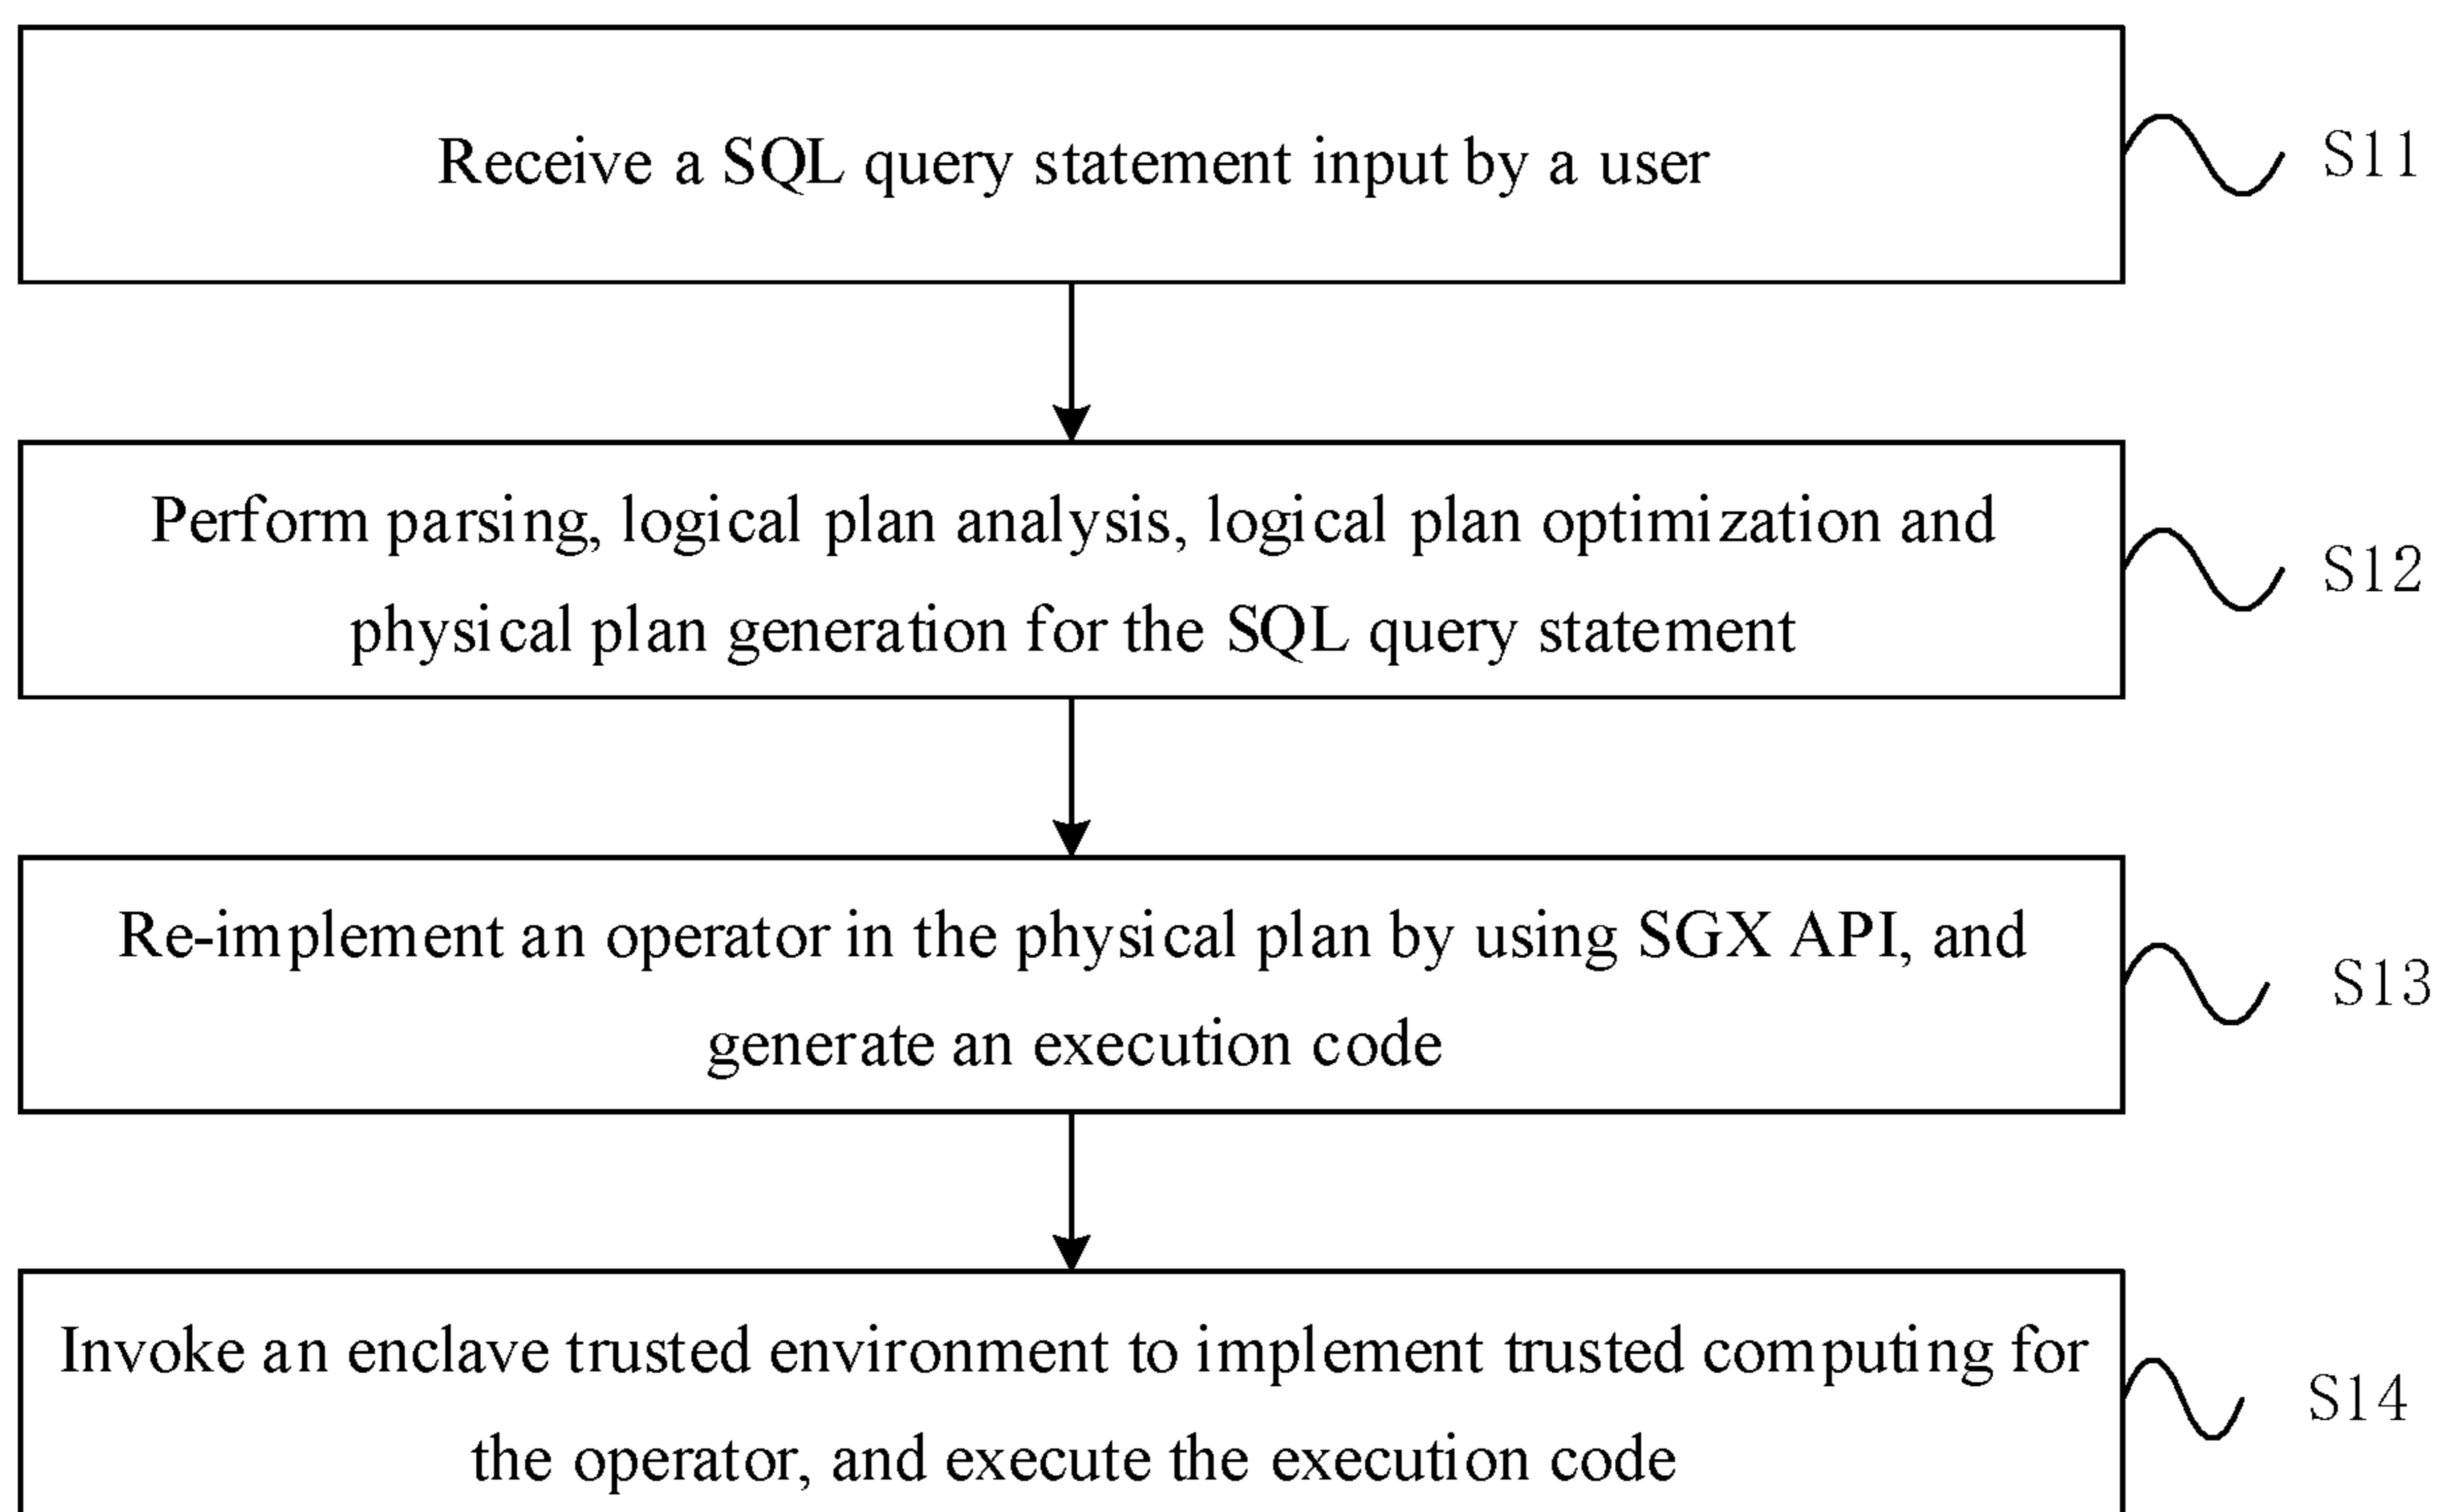 Receive a SQL query statement input by a user
S11
Perform parsing, logical plan analysis, logical plan optimization and
physical plan generation for the SQL query statement
S12
Re-implement an operator in the physical plan by using SGX API, and
generate an execution code
S13
Invoke an enclave trusted environment to implement trusted computing for
the operator, and execute the execution code
S14